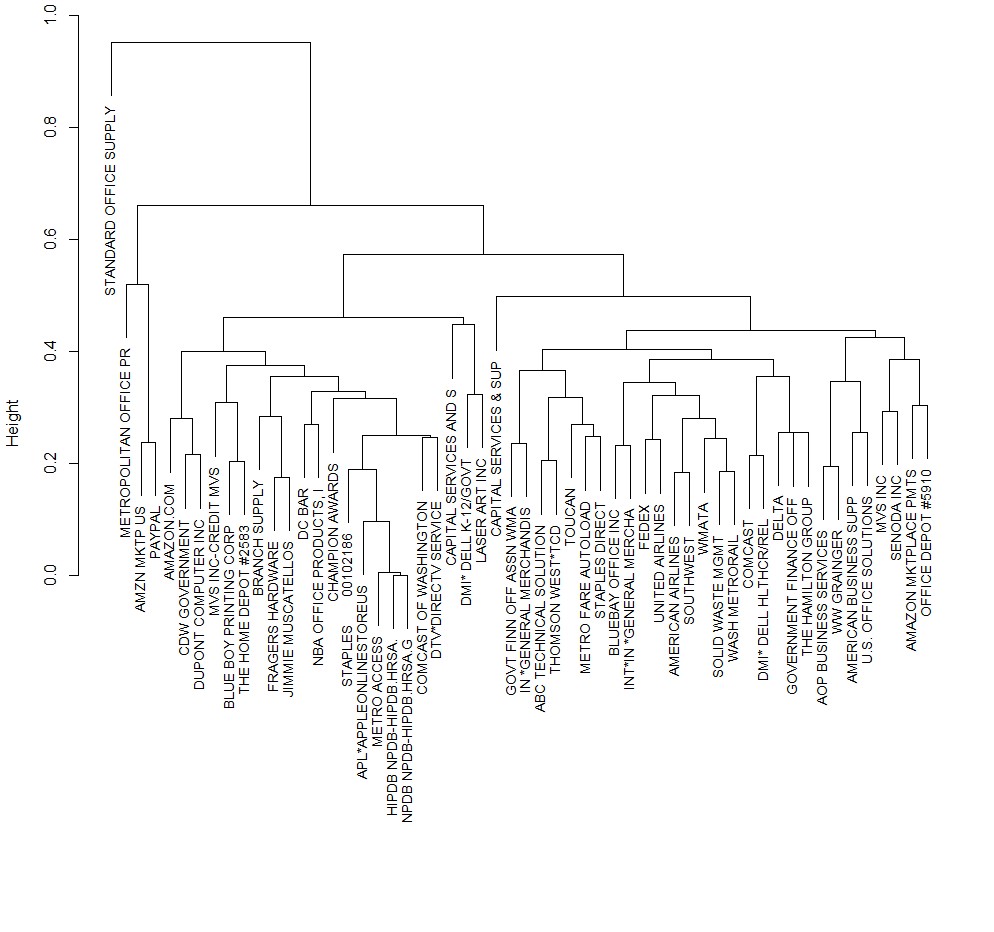 Height
0.0
0.2
0.4
0.6
0.8
1.0
STANDARD OFFICE SUPPLY
METROPOLITAN OFFICE PR
AMZN MKTP US
PAYPAL
AMAZON.COM
CDW GOVERNMENT
DUPONT COMPUTER INC
MVS INC-CREDIT MVS
BLUE BOY PRINTING CORP
THE HOME DEPOT #2583
BRANCH SUPPLY
FRAGERS HARDWARE
JIMMIE MUSCATELLOS
DC BAR
NBA OFFICE PRODUCTS, I
CHAMPION AWARDS
STAPLES 00102186
APL*APPLEONLINESTOREUS
METRO ACCESS
HIPDB NPDB-HIPDB.HRSA.
NPDB NPDB-HIPDB.HRSA.G
COMCAST OF WASHINGTON
DTV*DIRECTV SERVICE
CAPITAL SERVICES AND S
DMI* DELL K-12/GOVT
LASER ART INC
CAPITAL SERVICES & SUP
GOVT FINN OFF ASSN WMA
IN *GENERAL MERCHANDIS
ABC TECHNICAL SOLUTION
THOMSON WEST*TCD
TOUCAN
METRO FARE AUTOLOAD
STAPLES DIRECT
BLUEBAY OFFICE INC
INT*IN *GENERAL MERCHA
FEDEX
UNITED AIRLINES
AMERICAN AIRLINES
SOUTHWEST
WMATA
SOLID WASTE MGMT
WASH METRORAIL
COMCAST
DMI* DELL HLTHCR/REL
DELTA
GOVERNMENT FINANCE OFF
THE HAMILTON GROUP
AOP BUSINESS SERVICES
WW GRAINGER
AMERICAN BUSINESS SUPP
U.S. OFFICE SOLUTIONS
MVS INC
SENODA INC
AMAZON MKTPLACE PMTS
OFFICE DEPOT #5910